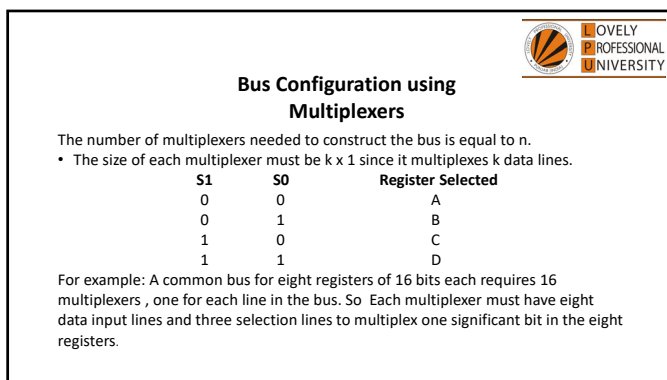 LOVELY
PROFESSIONAL
UNIVERSITY
Bus Configuration using
Multiplexers
The number of multiplexers needed to construct the bus is equal to n.
• The size of each multiplexer must be k x 1 since it multiplexes k data lines.
S1 S0 Register Selected
0 0 A
0 1 B
1 0 C
1 1 D
For example: A common bus for eight registers of 16 bits each requires 16
multiplexers , one for each line in the bus. So Each multiplexer must have eight
data input lines and three selection lines to multiplex one significant bit in the eight
registers.